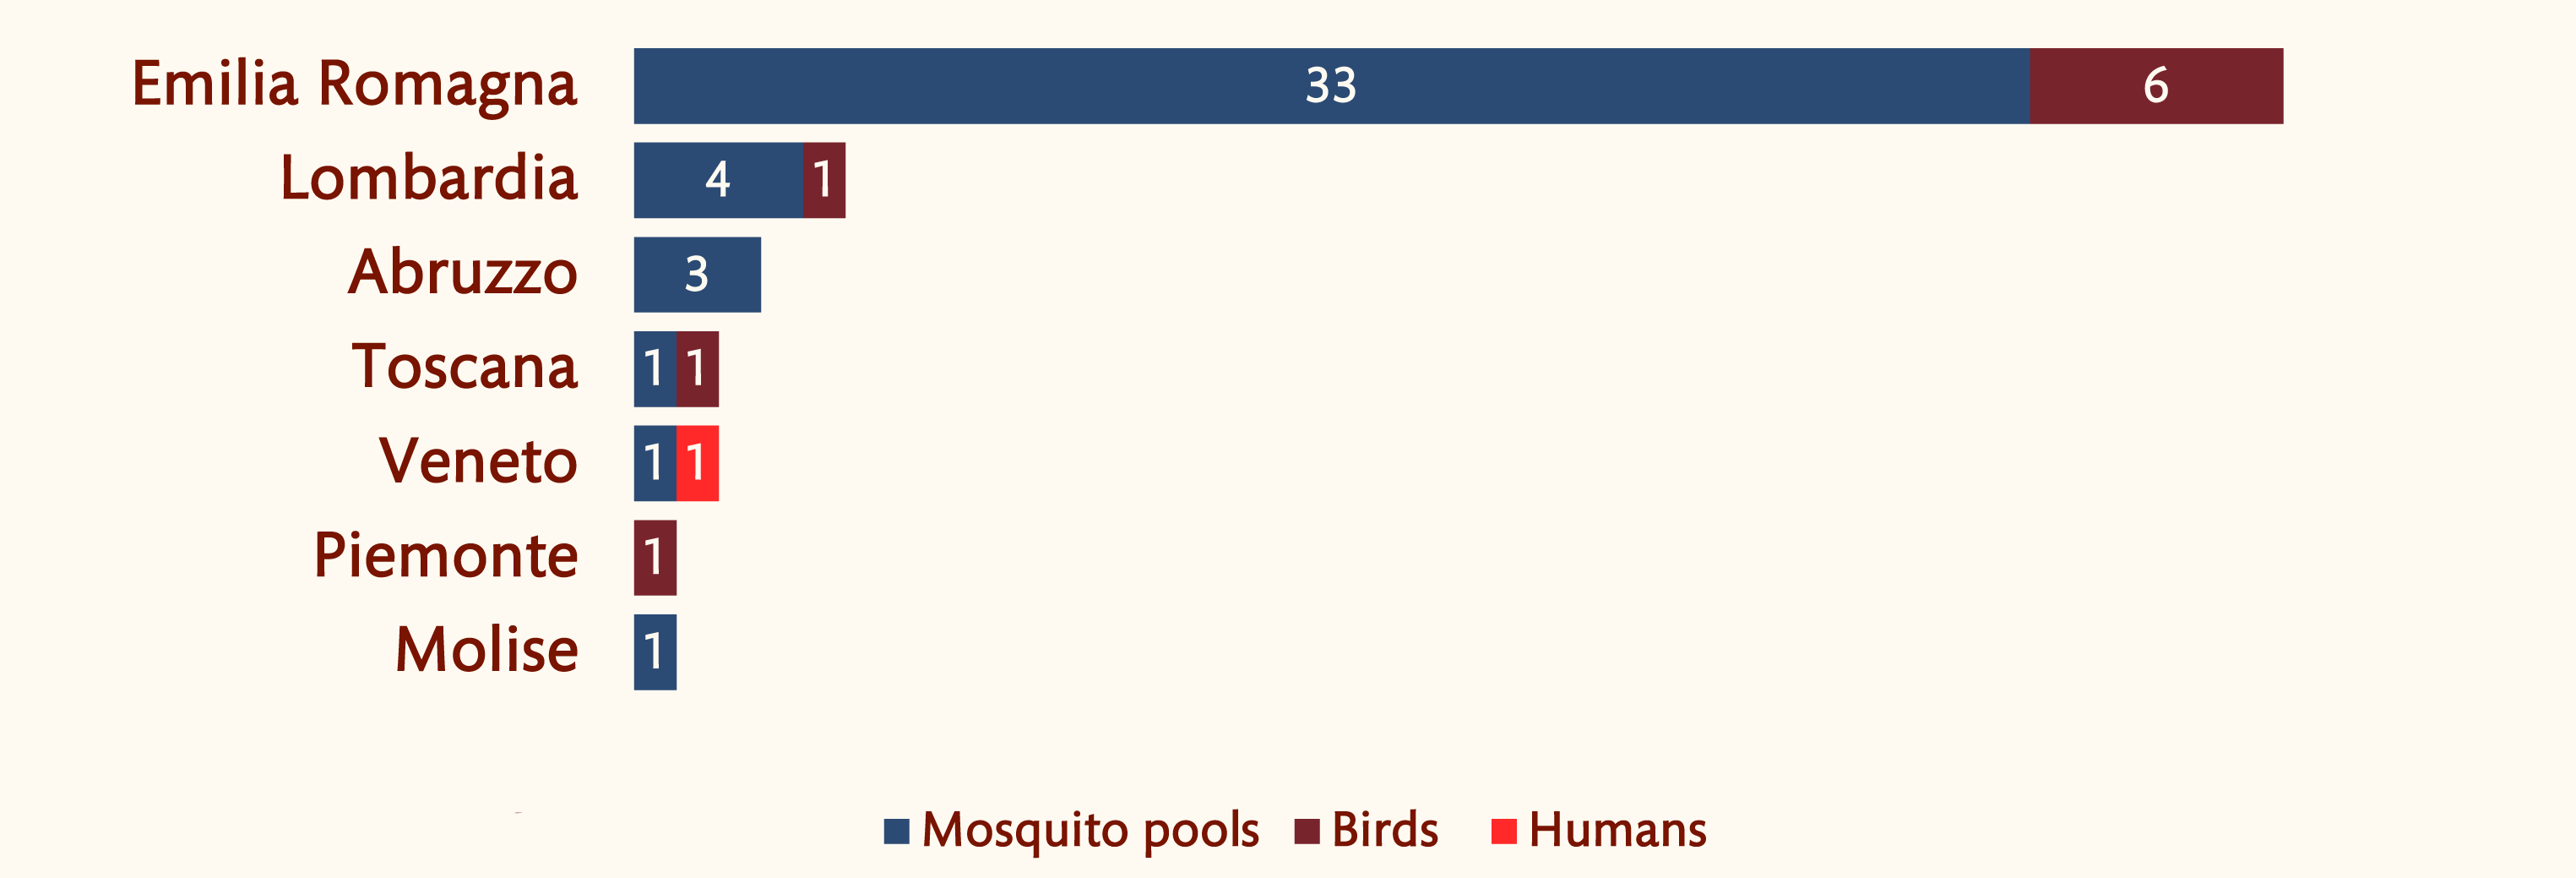 Emilia Romagna 33 6
Lombardia 4 1
Abruzzo 3
Toscana 1 1
Veneto 1 1
Piemonte 1
Molise 1
Mosquito pools Birds Humans